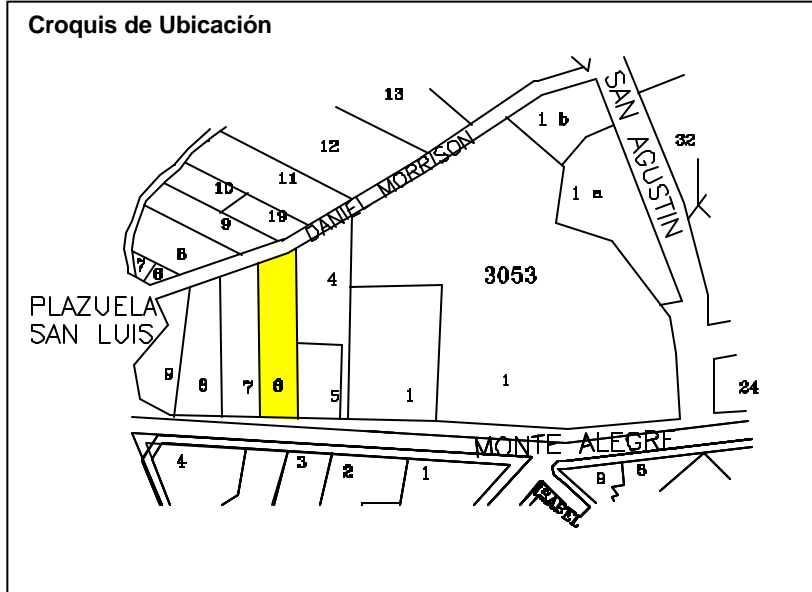 Croquis de Ubicación
13
SAN AGUSTIN
1 b
32
12
DANIEL MORRISON
11
10
1 a
19
9
8
7
6
4
3053
PLAZUELA
SAN LUIS
9
8
7
6
5
1
1
24
MONTE ALEGRE
4
3
2
1
9
8
ISABEL